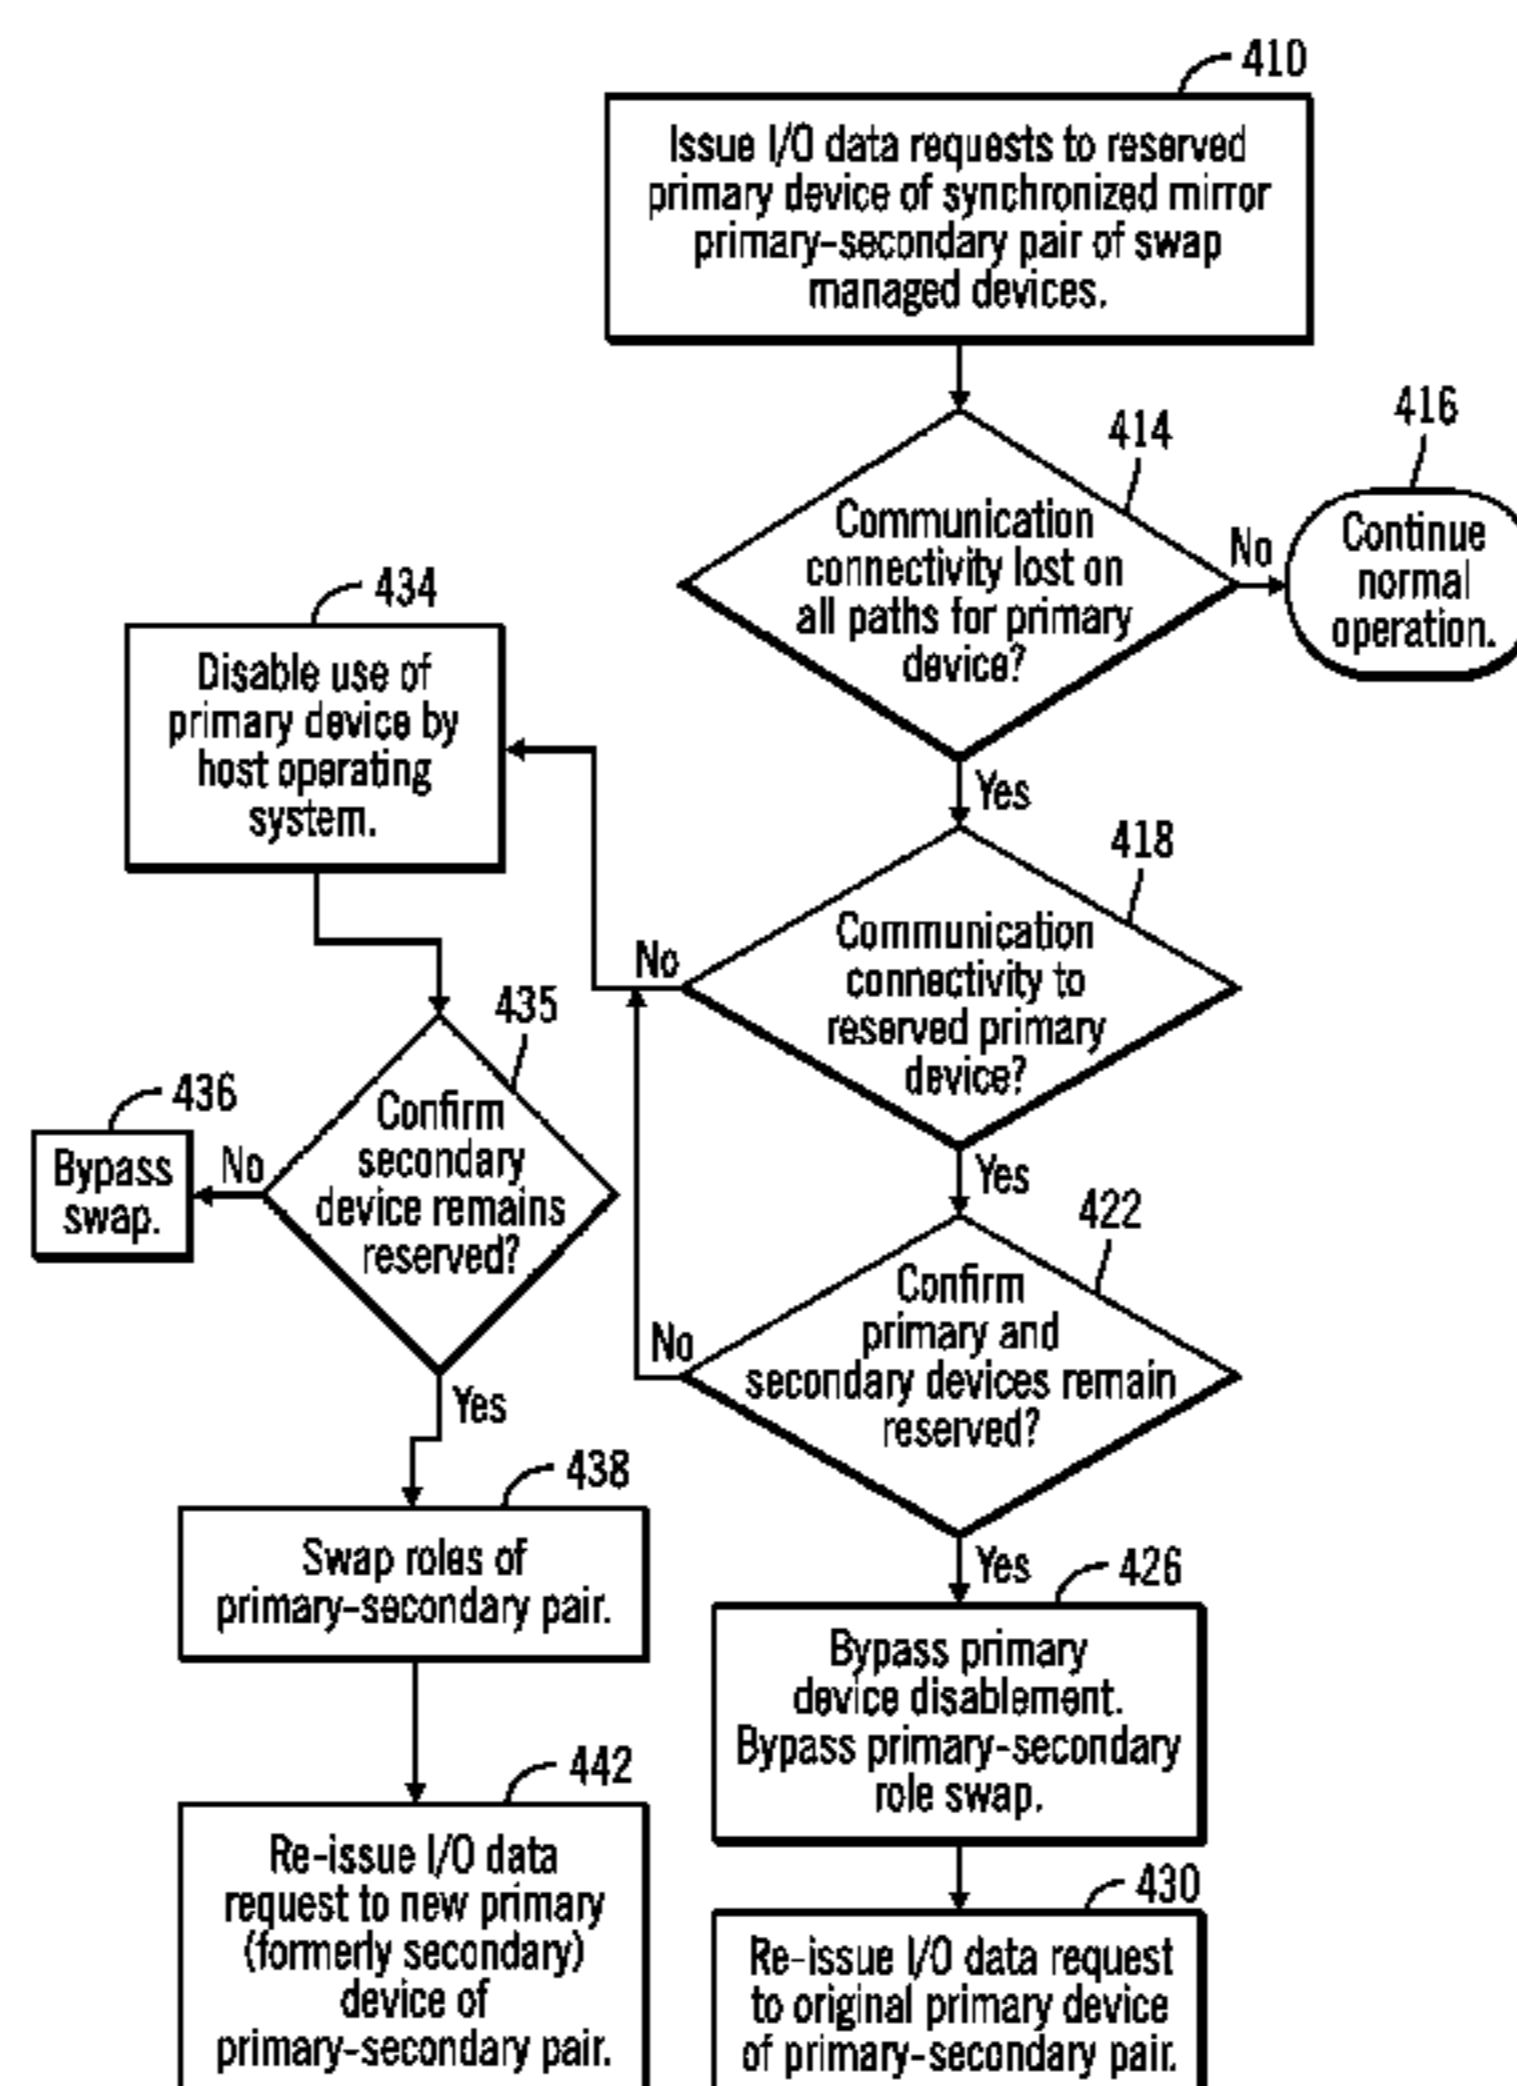 410
Issue I/O data requests to reserved
primary device of synchronized mirror
primary-secondary pair of swap
managed devices.
414
416
Communication
connectivity lost on
all paths for primary
device?
No
Continue
normal
operation.
434
Disable use of
primary device by
host operating
system.
Yes
418
Communication
connectivity to
reserved primary
device?
No
435
436
Confirm
secondary
device remains
reserved?
No
Bypass
swap.
Yes
422
Confirm
primary and
secondary devices remain
reserved?
No
Yes
438
Swap roles of
primary-secondary pair.
Yes
426
Bypass primary
device disablement.
Bypass primary-secondary
role swap.
442
Re-issue I/O data
request to new primary
(formerly secondary)
device of
primary-secondary pair.
430
Re-issue I/O data request
to original primary device
of primary-secondary pair.